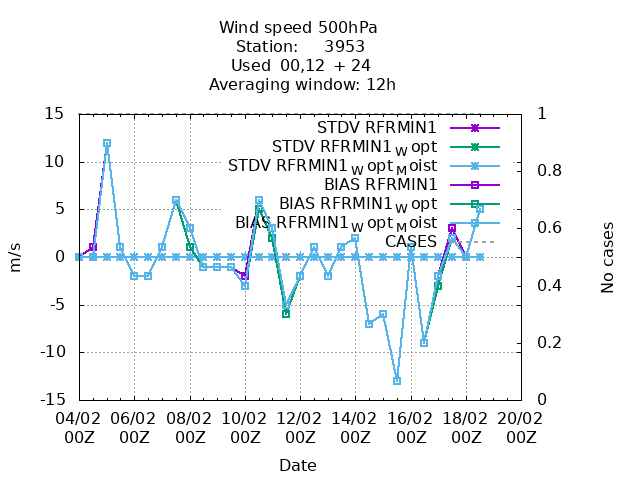 Wind speed 500hPa
Station: 3953
Used 00,12 + 24
Averaging window: 12h
15 1
STDV RFRMIN1
STDV RFRMIN1_W opt
10 0.8
STDV RFRMIN1_W opt_M oist
BIAS RFRMIN1
BIAS RFRMIN1_W opt
5 0.6
BIAS RFRMIN1_W opt_M oist
CASES
m/s
No cases
0
0.4
-5
-10 0.2
-15 0
04/02 06/02 08/02 10/02 12/02 14/02 16/02 18/02 20/02
00Z 00Z 00Z 00Z 00Z 00Z 00Z 00Z 00Z
Date